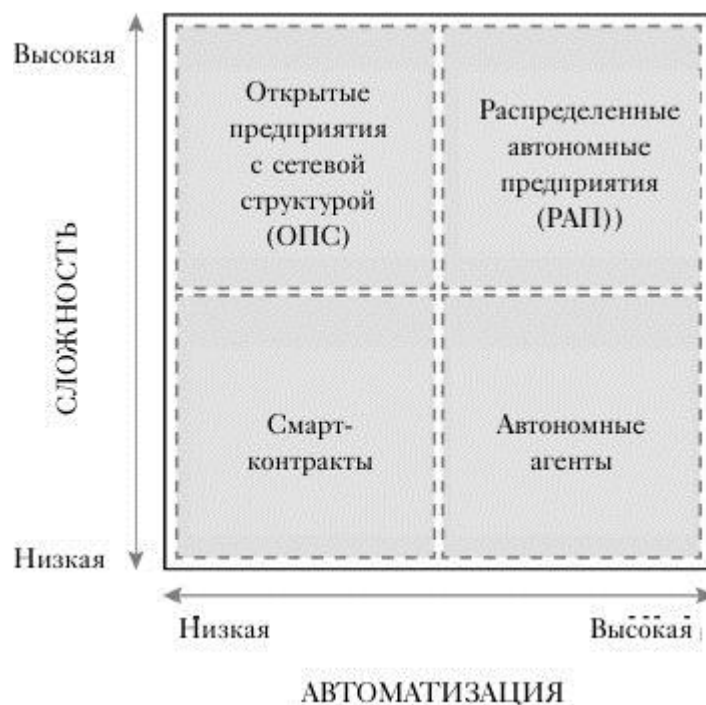 Высокая
Открытые
предприятия
с сетевой
структурой
(ОПС)
Распределенные
автономные
предприятия
(РАП))
СЛОЖНОСТЬ
Смарт-
контракты
Автономные
агенты
Низкая
Низкая
Высокая
АВТОМАТИЗАЦИЯ